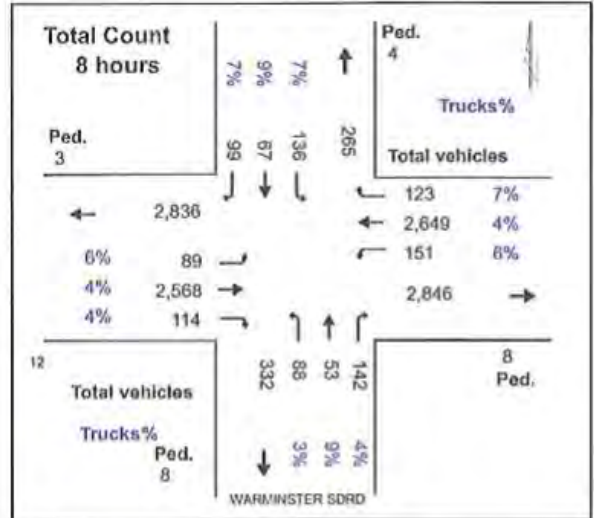 Total Count
8 hours
7% 9% 7%
99 67 136 265
Ped.
4
Trucks%
Total vehicles
Ped.
3
2,836
123 7%
2,649 4%
151 6%
6% 89
4% 2,568
4% 114
2,846
12
Total vehicles
Trucks%
Ped.
8
332 88 53 142
3% 9% 4%
8
Ped.
WARMINSTER SDRD